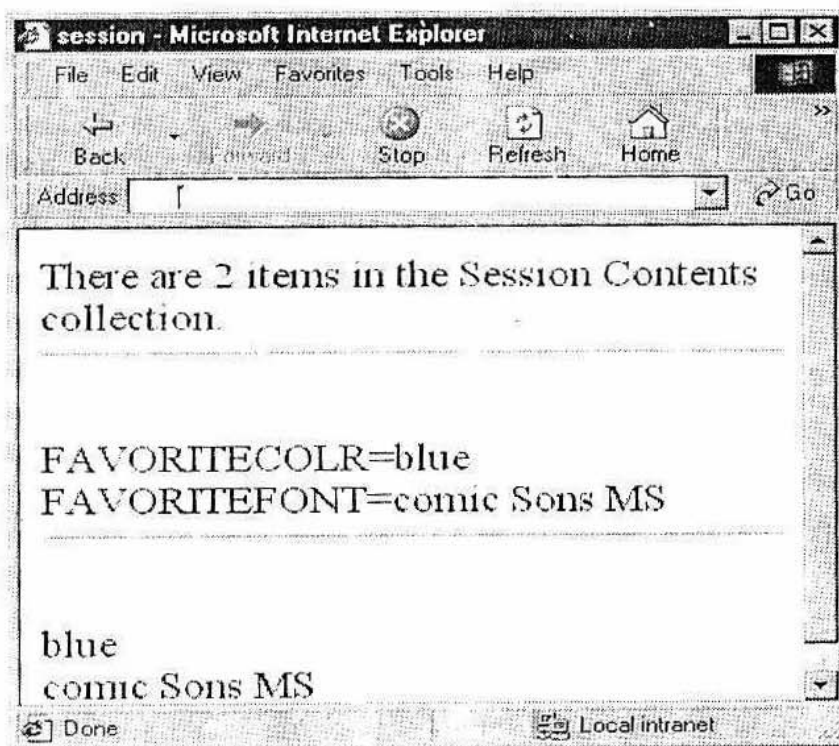 session - Microsoft Internet Explorer
File Edit View Favorites Tools Help
Back Forward Stop Refresh Home
Address Go
There are 2 items in the Session Contents
collection.
FAVORITECOLR=blue
FAVORITEFONT=comic Sons MS
blue
comic Sons MS
Done Local intranet